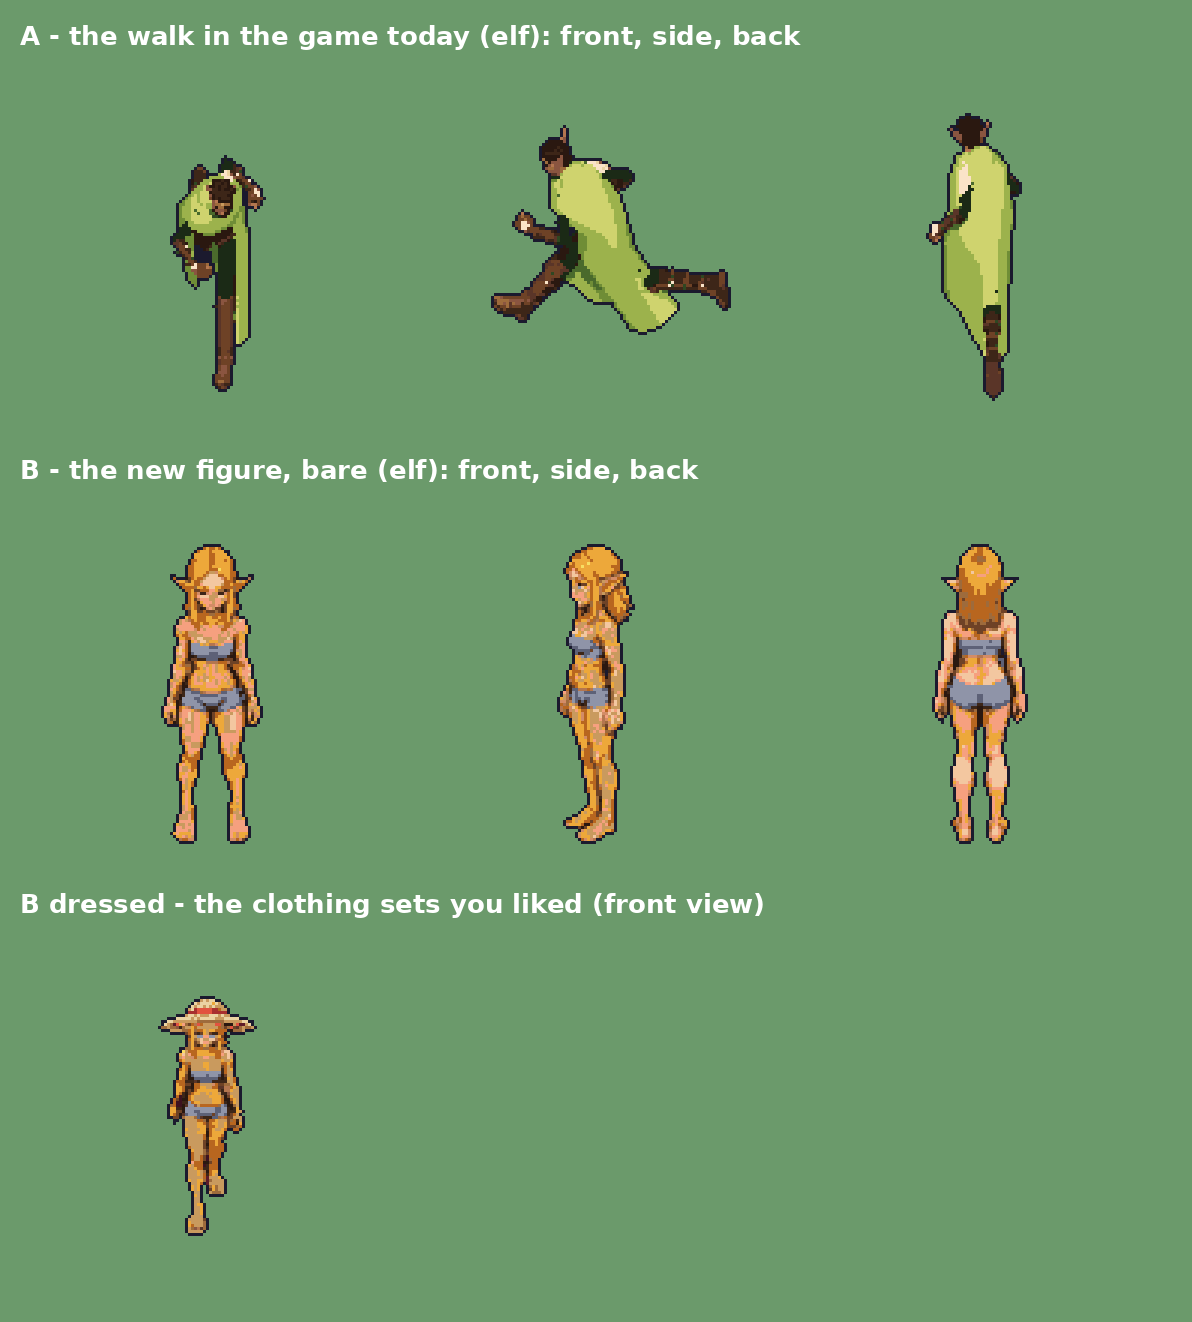 A - the walk in the game today (elf): front, side, back
B - the new figure, bare (elf): front, side, back
B dressed - the clothing sets you liked (front view)